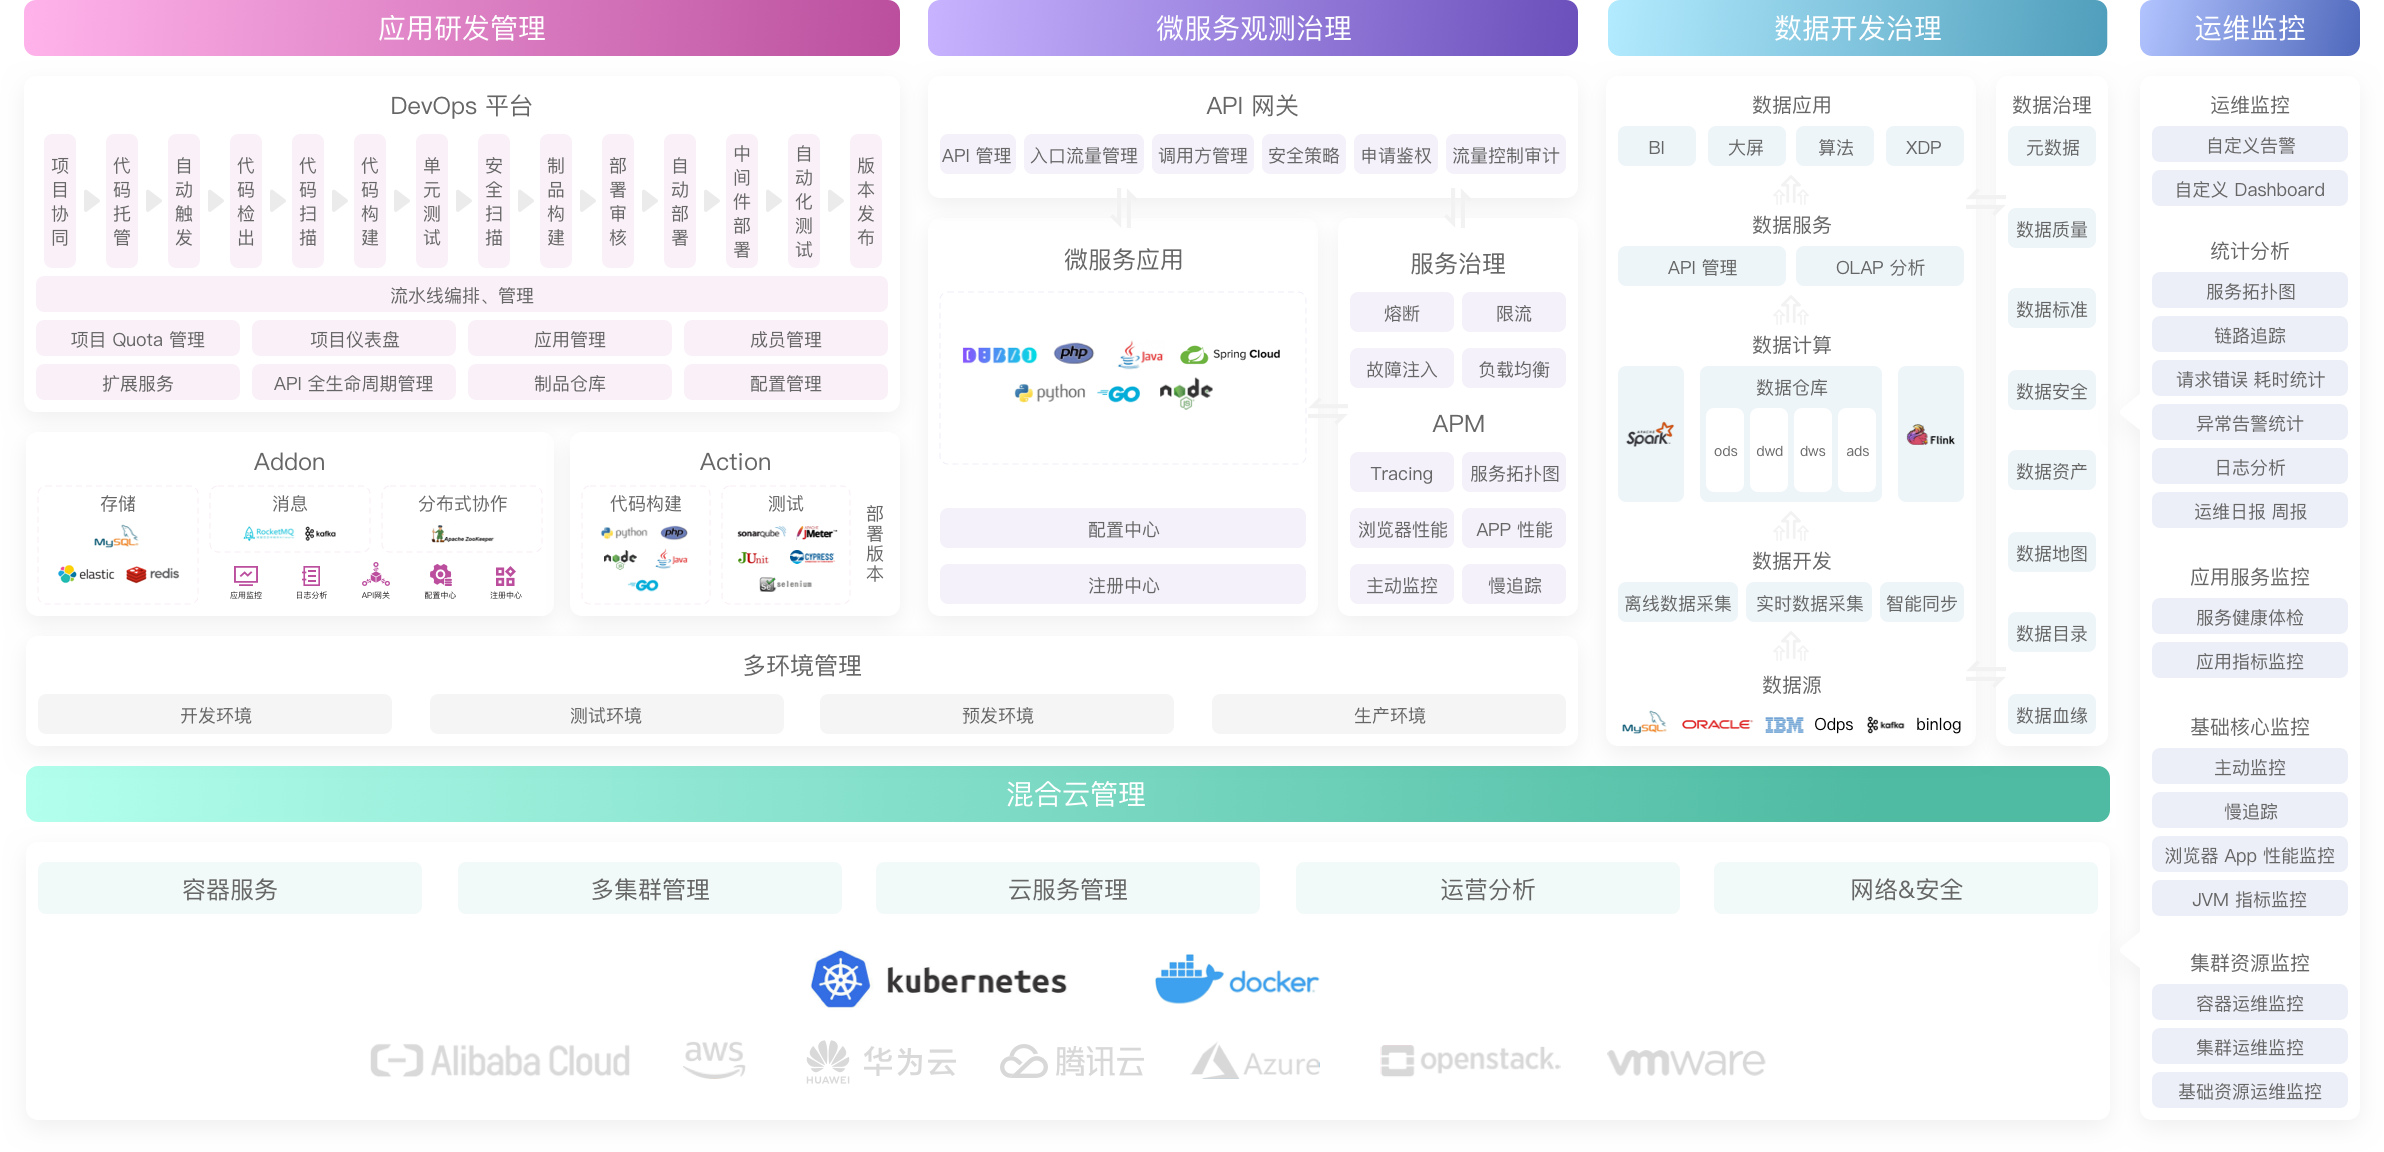 应用研发管理
DevOps 平台
项目协同
代码托管
自动触发
代码检出
代码扫描
代码构建
单元测试
安全扫描
制品构建
部署审核
自动部署
中间件部署
自动化测试
版本发布
流水线编排、管理
项目 Quota 管理
项目仪表盘
应用管理
成员管理
扩展服务
API 全生命周期管理
制品仓库
配置管理
Addon
存储
MySQL
elastic
redis
消息
RocketMQ
kafka
分布式协作
Apache ZooKeeper
应用监控
日志分析
API网关
配置中心
注册中心
Action
代码构建
python
php
node
JS
Java
GO
测试
sonarqube
APACHE
JMeter
JUnit
CYPRESS
selenium
部署版本
微服务观测治理
API 网关
API 管理
入口流量管理
调用方管理
安全策略
申请鉴权
流量控制审计
微服务应用
DUBBO
php
Java
Spring Cloud
python
GO
node
JS
配置中心
注册中心
服务治理
熔断
限流
故障注入
负载均衡
APM
Tracing
服务拓扑图
浏览器性能
APP 性能
主动监控
慢追踪
多环境管理
开发环境
测试环境
预发环境
生产环境
数据开发治理
数据应用
BI
大屏
算法
XDP
数据服务
API 管理
OLAP 分析
数据计算
APACHE
Spark
数据仓库
ods
dwd
dws
ads
Flink
数据开发
离线数据采集
实时数据采集
智能同步
数据源
MySQL
ORACLE
IBM
Odps
kafka
binlog
数据治理
元数据
数据质量
数据标准
数据安全
数据资产
数据地图
数据目录
数据血缘
混合云管理
容器服务
多集群管理
云服务管理
运营分析
网络&安全
kubernetes
docker
Alibaba Cloud
aws
HUAWEI
华为云
腾讯云
Azure
openstack.
vmware
运维监控
运维监控
自定义告警
自定义 Dashboard
统计分析
服务拓扑图
链路追踪
请求错误 耗时统计
异常告警统计
日志分析
运维日报 周报
应用服务监控
服务健康体检
应用指标监控
基础核心监控
主动监控
慢追踪
浏览器 App 性能监控
JVM 指标监控
集群资源监控
容器运维监控
集群运维监控
基础资源运维监控